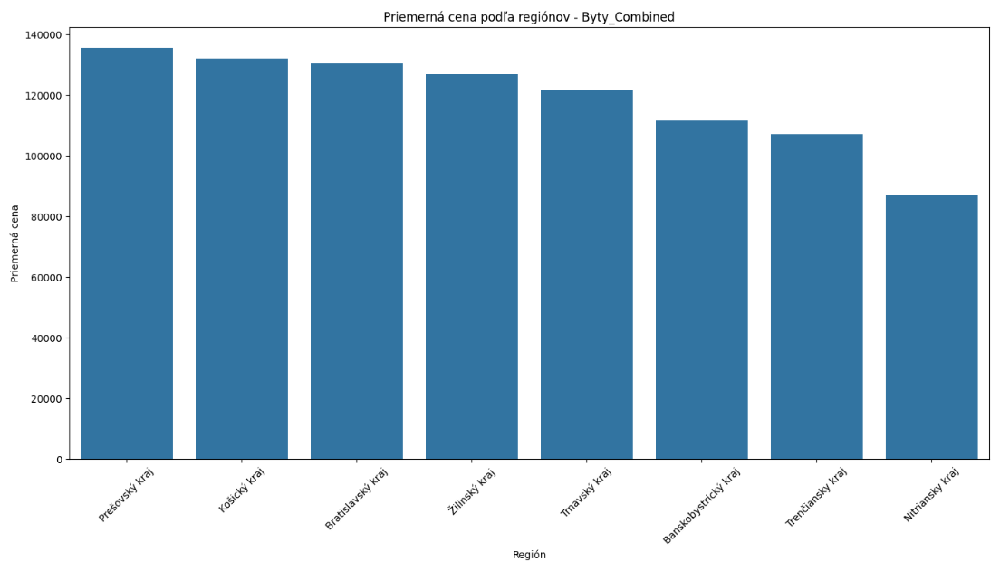 Priemerná cena podľa regiónov - Byty_Combined
Priemerná cena
140000
120000
100000
80000
60000
40000
20000
0
Prešovský kraj
Košický kraj
Bratislavský kraj
Žilinský kraj
Trnavský kraj
Banskobystrický kraj
Trenčiansky kraj
Nitriansky kraj
Región